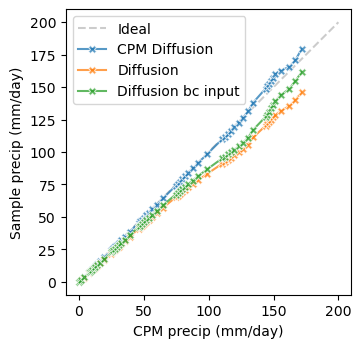 Ideal
CPM Diffusion
Diffusion
Diffusion bc input
Sample precip (mm/day)
200
175
150
125
100
75
50
25
0
0 50 100 150 200
CPM precip (mm/day)